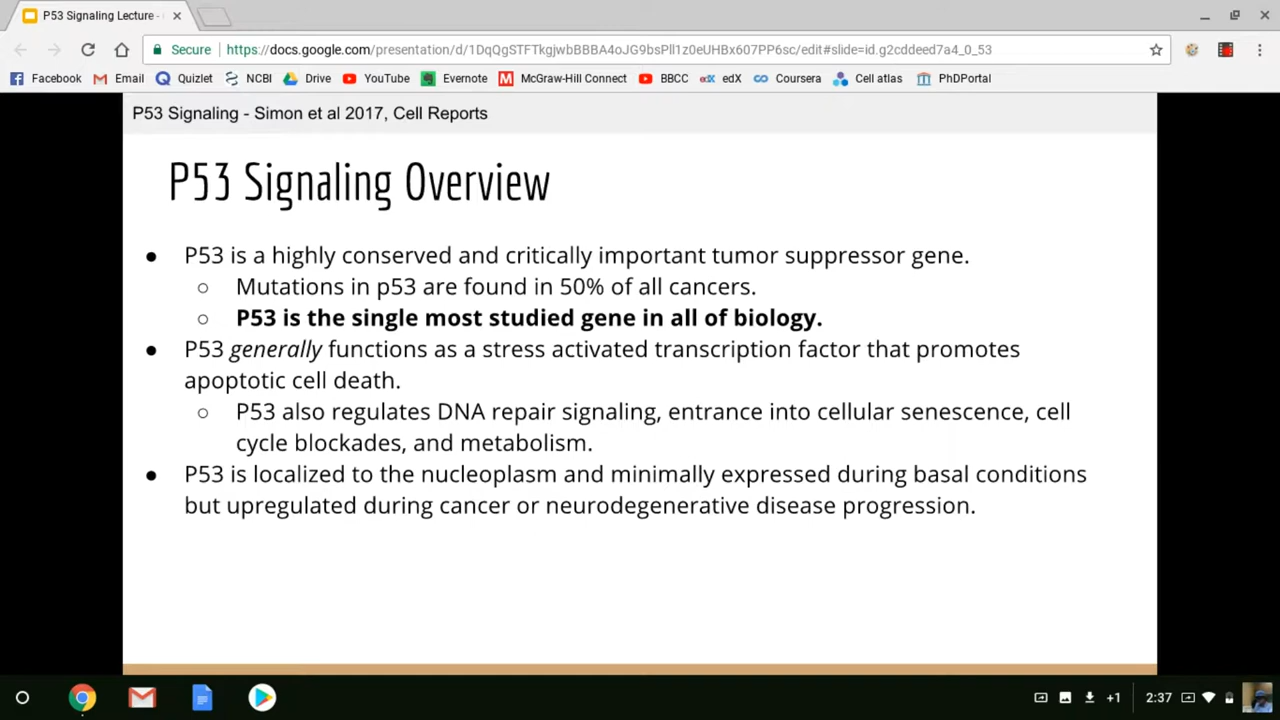 P53 Signaling Lecture -
Secure
https://docs.google.com/presentation/d/1DqQgSTFTkgjwbBBBA4oJG9bsPll1z0eUHBx607PP6sc/edit#slide=id.g2cddeed7a4_0_53
Facebook Email Quizlet NCBI Drive YouTube Evernote McGraw-Hill Connect BBCC edX Coursera Cell atlas PhDPortal
P53 Signaling - Simon et al 2017, Cell Reports
P53 Signaling Overview
● P53 is a highly conserved and critically important tumor suppressor gene.
○ Mutations in p53 are found in 50% of all cancers.
○ P53 is the single most studied gene in all of biology.
● P53 generally functions as a stress activated transcription factor that promotes
apoptotic cell death.
○ P53 also regulates DNA repair signaling, entrance into cellular senescence, cell
cycle blockades, and metabolism.
● P53 is localized to the nucleoplasm and minimally expressed during basal conditions
but upregulated during cancer or neurodegenerative disease progression.
+1 2:37